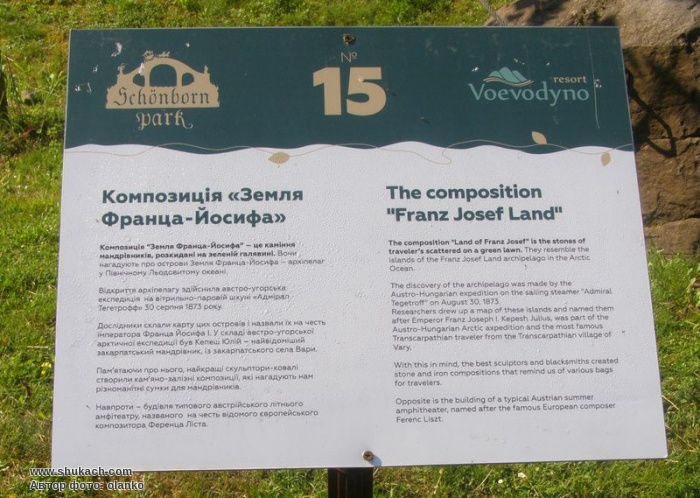 Schönborn
park
№
15
resort
Voevodyno
Композиція «Земля
Франца-Йосифа»
Композиція "Земля Франца-Йосифа" – це каміння
мандрівників, розкидані на зеленій галявині. Вони
нагадують про острови Земля Франца-Йосифа – архіпелаг
у Північному Льодовитому океані.
Відкриття архіпелагу здійснила австро-угорська
експедиція на вітрильно-паровій шхуні «Адмірал
Тегетгофф» 30 серпня 1873 року.
Дослідники склали карту цих островів і назвали їх на честь
імператора Франца Йосифа I. У складі австро-угорської
арктичної експедиції був Кепеш Юлій – найвідоміший
закарпатський мандрівник, із закарпатського села Вари.
Пам'ятаючи про нього, найкращі скульптори-ковалі
створили кам'яно-залізні композиції, які нагадують нам
різноманітні сумки для мандрівників.
Навпроти – будівля типового австрійського літнього
амфітеатру, названого на честь відомого європейського
композитора Ференца Ліста.
The composition
"Franz Josef Land"
The composition "Land of Franz Josef" is the stones of
traveler's scattered on a green lawn. They resemble the
islands of the Franz Josef Land archipelago in the Arctic
Ocean.
The discovery of the archipelago was made by the
Austro-Hungarian expedition on the sailing steamer "Admiral
Tegetroff" on August 30, 1873.
Researchers drew up a map of these islands and named them
after Emperor Franz Joseph I. Kepesh Julius, was part of the
Austro-Hungarian Arctic axpedition and the most famous
Transcarpathian traveler from the Transcarpathian village of
Vary.
With this in mind, the best sculptors and blacksmiths created
stone and iron compositions that remind us of various bags
for travelers.
Opposite is the building of a typical Austrian summer
amphitheater, named after the famous European composer
Ferenc Liszt.
www.shukach.com
Автор фото: olanko